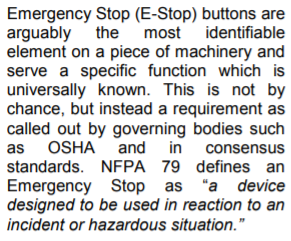 Emergency Stop (E-Stop) buttons are
arguably the most identifiable
element on a piece of machinery and
serve a specific function which is
universally known. This is not by
chance, but instead a requirement as
called out by governing bodies such
as OSHA and in consensus
standards. NFPA 79 defines an
Emergency Stop as “a device
designed to be used in reaction to an
incident or hazardous situation.”